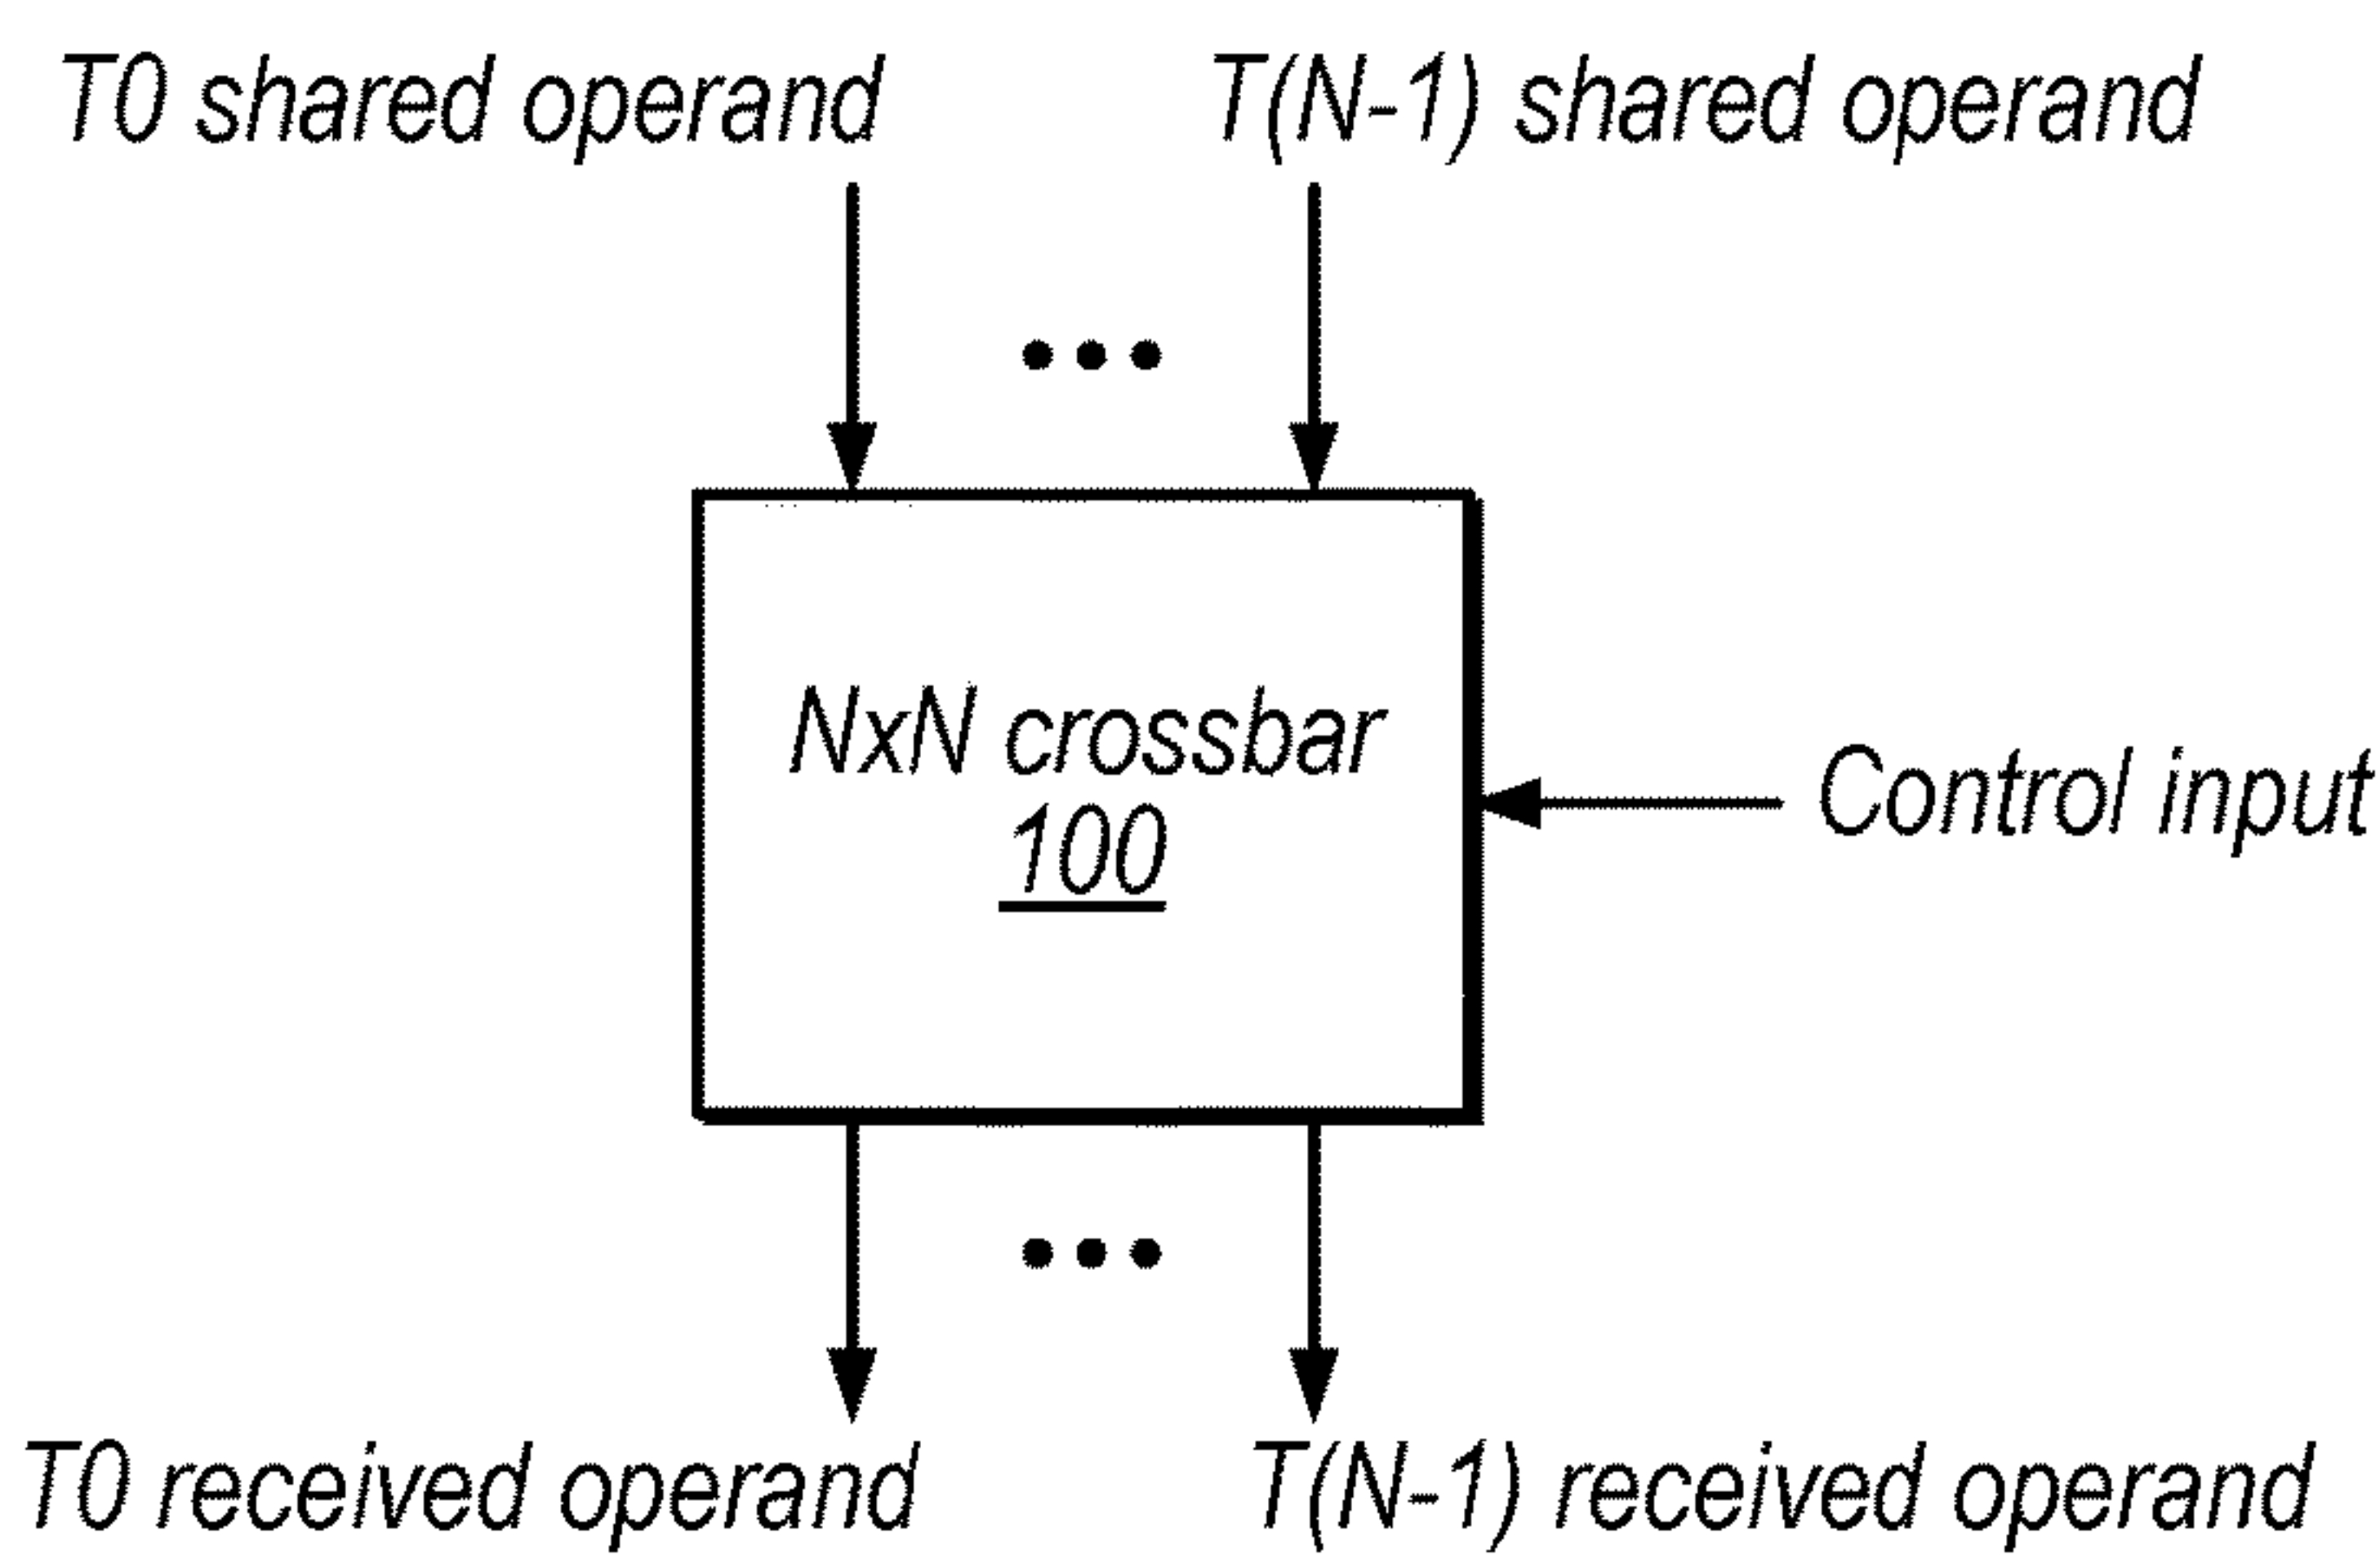 T0 shared operand
T(N-1) shared operand
NxN crossbar
100
Control input
T0 received operand
T(N-1) received operand